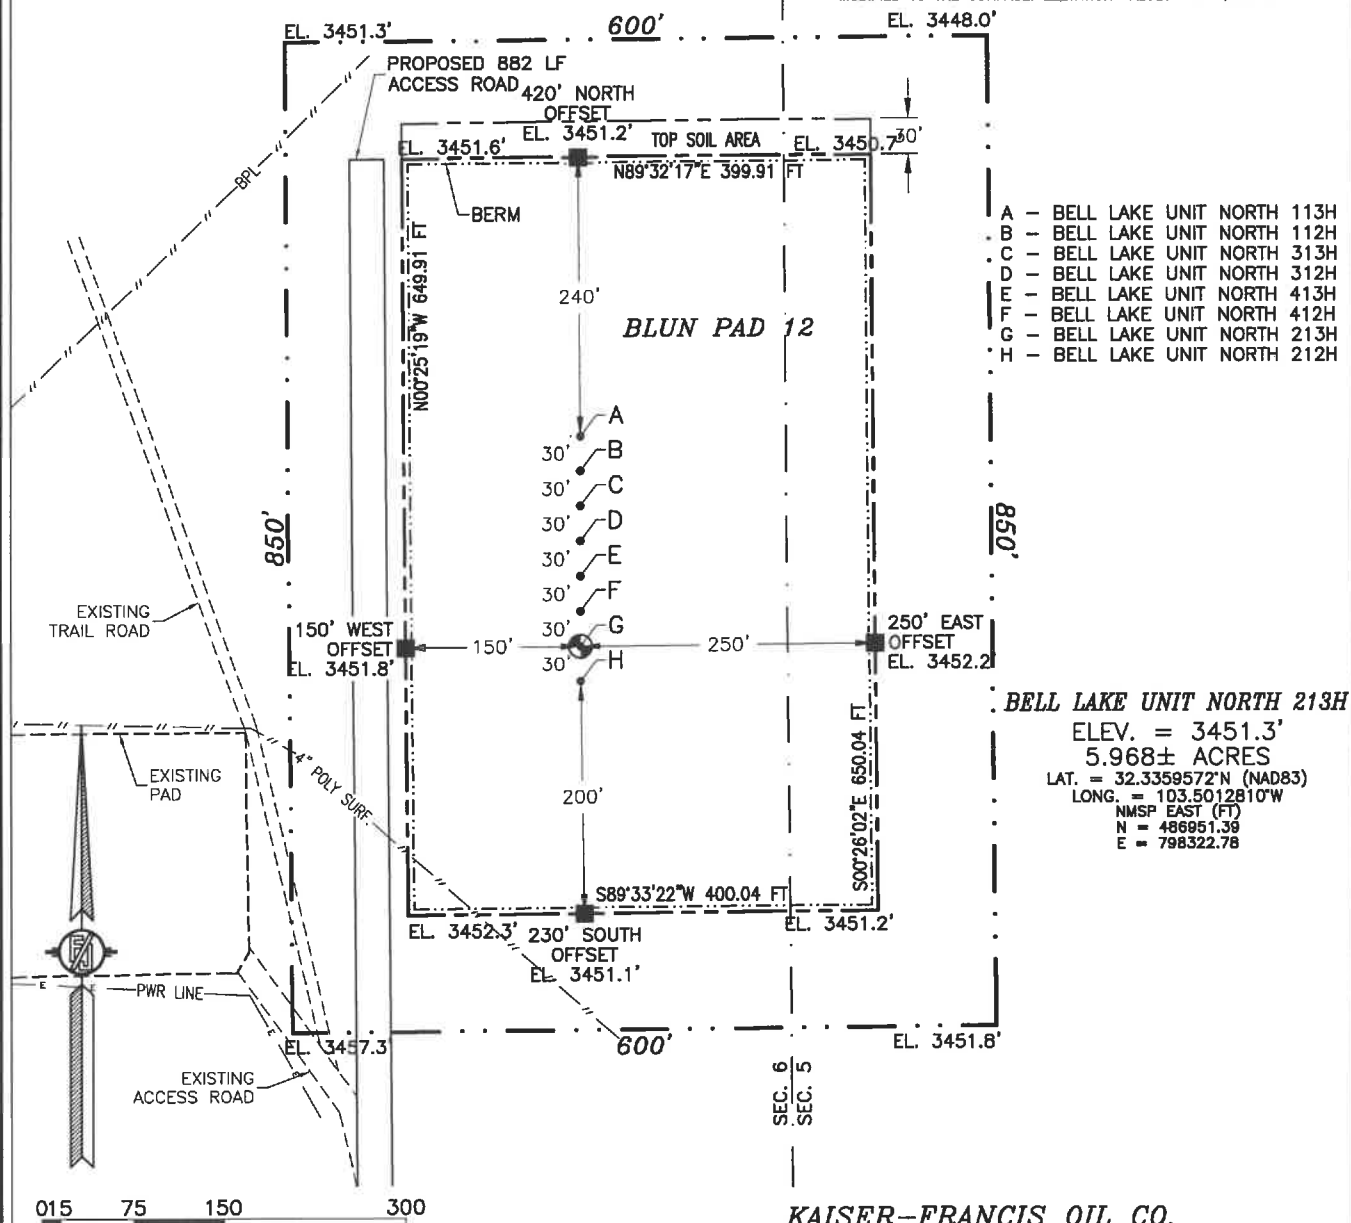 600'
EL. 3451.3'
EL. 3448.0'
PROPOSED 882 LF
ACCESS ROAD
420' NORTH
OFFSET
EL. 3451.2'
TOP SOIL AREA
30'
EL. 3451.6'
EL. 3450.7'
N89°32'17"E 399.91 FT
BPL
BERM
N00°25'19"W 649.91 FT
240'
BLUN PAD 12
A - BELL LAKE UNIT NORTH 113H
B - BELL LAKE UNIT NORTH 112H
C - BELL LAKE UNIT NORTH 313H
D - BELL LAKE UNIT NORTH 312H
E - BELL LAKE UNIT NORTH 413H
F - BELL LAKE UNIT NORTH 412H
G - BELL LAKE UNIT NORTH 213H
H - BELL LAKE UNIT NORTH 212H
A
30'
B
30'
C
30'
D
30'
E
30'
F
30'
G
30'
H
850'
850'
EXISTING
TRAIL ROAD
150' WEST
OFFSET
EL. 3451.8'
150'
250'
250' EAST
OFFSET
EL. 3452.2
BELL LAKE UNIT NORTH 213H
ELEV. = 3451.3'
5.968± ACRES
LAT. = 32.3359572°N (NAD83)
LONG. = 103.5012810°W
NMSP EAST (FT)
N = 486951.39
E = 798322.78
EXISTING
PAD
4" POLY SURF.
200'
S00°26'02"E 650.04 FT
S89°33'22"W 400.04 FT
EL. 3452.3'
230' SOUTH
OFFSET
EL. 3451.1'
EL. 3451.2'
E
E
PWR LINE
E
EL. 3457.3'
600'
EL. 3451.8'
EXISTING
ACCESS ROAD
SEC. 6
SEC. 5
015 75 150 300
KAISER-FRANCIS OIL CO.